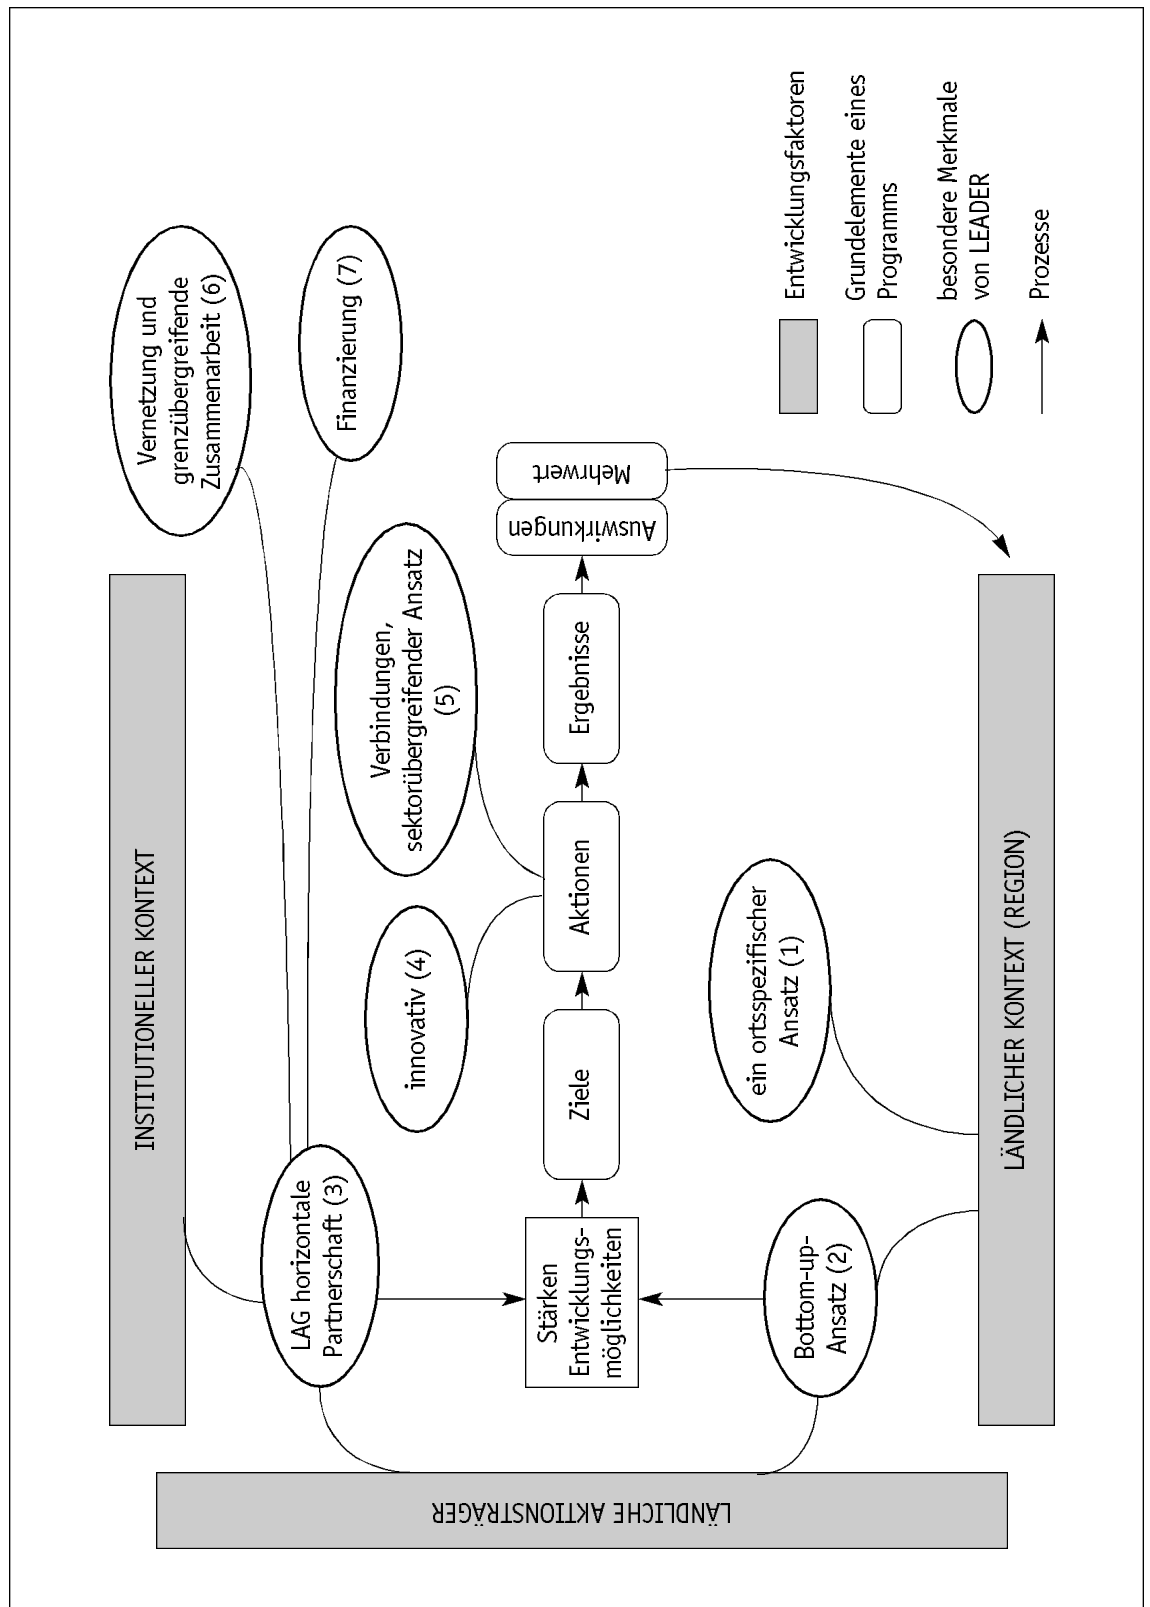 INSTITUTIONELLER KONTEXT
Vernetzung und
grenzübergreifende
Zusammenarbeit (6)
LAG horizontale
Partnerschaft (3)
Finanzierung (7)
innovativ (4)
Verbindungen,
sektorübergreifender Ansatz
(5)
LÄNDLICHE AKTIONSTRÄGER
Stärken
Entwicklungs-
möglichkeiten
Ziele
Aktionen
Ergebnisse
Auswirkungen
Mehrwert
ein ortsspezifischer
Ansatz (1)
Bottom-up-
Ansatz (2)
LÄNDLICHER KONTEXT (REGION)
Entwicklungsfaktoren
Grundelemente eines
Programms
besondere Merkmale
von LEADER
Prozesse